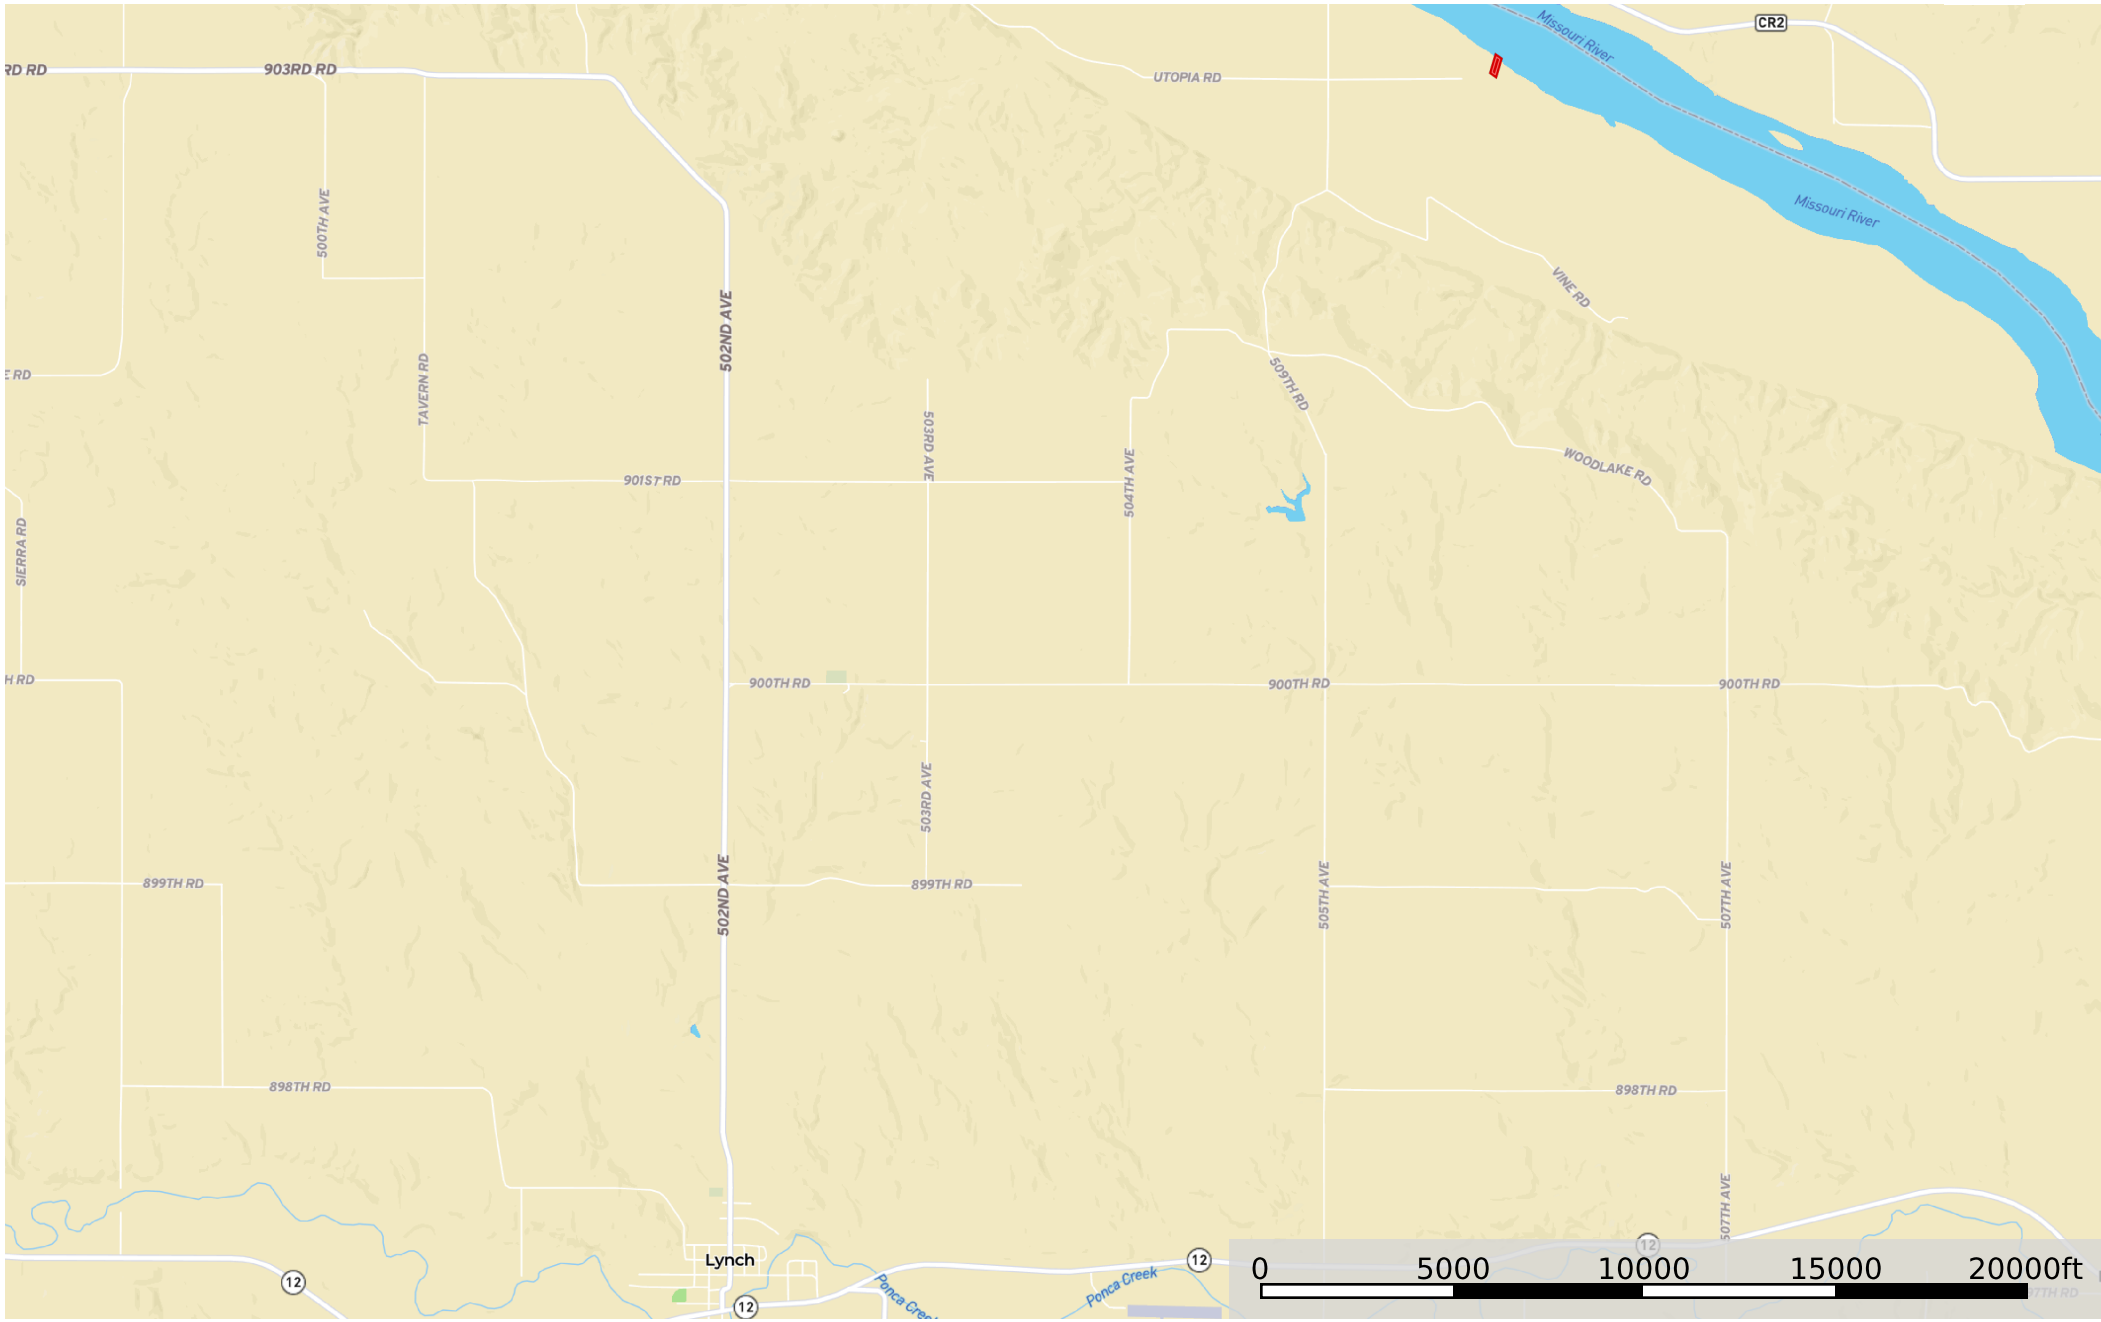 Missouri River
CR2
RD RD
903RD RD
UTOPIA RD
Missouri River
500TH AVE
VINE RD
502ND AVE
E RD
TAVERN RD
509TH RD
503RD AVE
504TH AVE
901ST RD
WOODLAKE RD
SIERRA RD
H RD
900TH RD
900TH RD
900TH RD
503RD AVE
899TH RD
502ND AVE
899TH RD
505TH AVE
507TH AVE
898TH RD
898TH RD
507TH AVE
12
Lynch
12
12
12
Ponca Creek
Ponca Creek
0 5000 10000 15000 20000ft